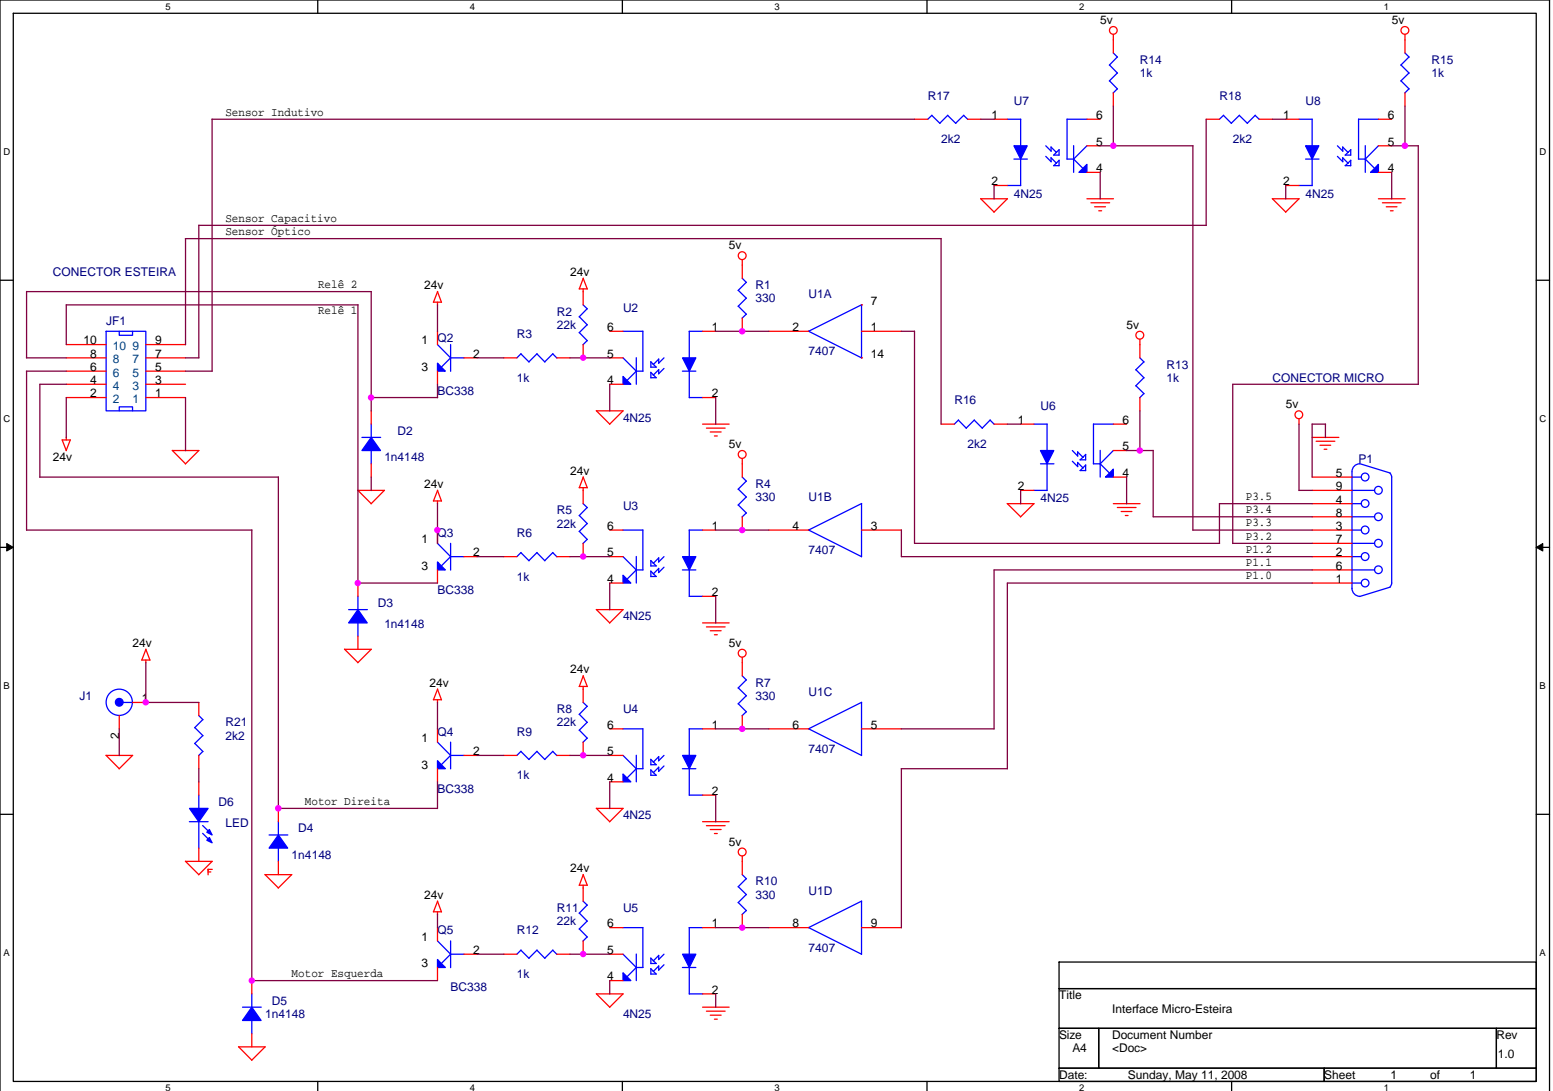 5 4 3 2 1
5v 5v
R14
1k
R15
1k
R17
2k2
U7
1 6 5 4 2
4N25
R18
2k2
U8
1 6 5 4 2
4N25
D D
Sensor Indutivo
Sensor Capacitivo
Sensor Óptico
CONECTOR ESTEIRA
Relê 2
Relê 1
JF1
10 10 9 9
8 8 7 7
6 6 5 5
4 4 3 3
2 2 1 1
24v
24v
1
Q2
3
2
BC338
R3
1k
24v
R2
22k
U2
6 5 4
1 2
4N25
5v
R1
330
U1A
2 7 1 14
7407
D2
1n4148
5v
R13
1k
R16
2k2
U6
1 6 5 4 2
4N25
CONECTOR MICRO
5v
P1
5
9
P3.5 4
P3.4 8
P3.3 3
P3.2 7
P1.2 2
P1.1 6
P1.0 1
C C
24v
1
Q3
3
2
BC338
R6
1k
24v
R5
22k
U3
6 5 4
1 2
4N25
5v
R4
330
U1B
4 3
7407
D3
1n4148
24v
J1
1
2
R21
2k2
D6
LED
F
B B
24v
1
Q4
3
2
BC338
R9
1k
24v
R8
22k
U4
6 5 4
1 2
4N25
5v
R7
330
U1C
6 5
7407
Motor Direita
D4
1n4148
24v
1
Q5
3
2
BC338
R12
1k
24v
R11
22k
U5
6 5 4
1 2
4N25
5v
R10
330
U1D
8 9
7407
Motor Esquerda
D5
1n4148
A A
Title
Interface Micro-Esteira
Size Document Number Rev
A4 <Doc> 1.0
Date: Sunday, May 11, 2008 Sheet 1 of 1
5 4 3 2 1